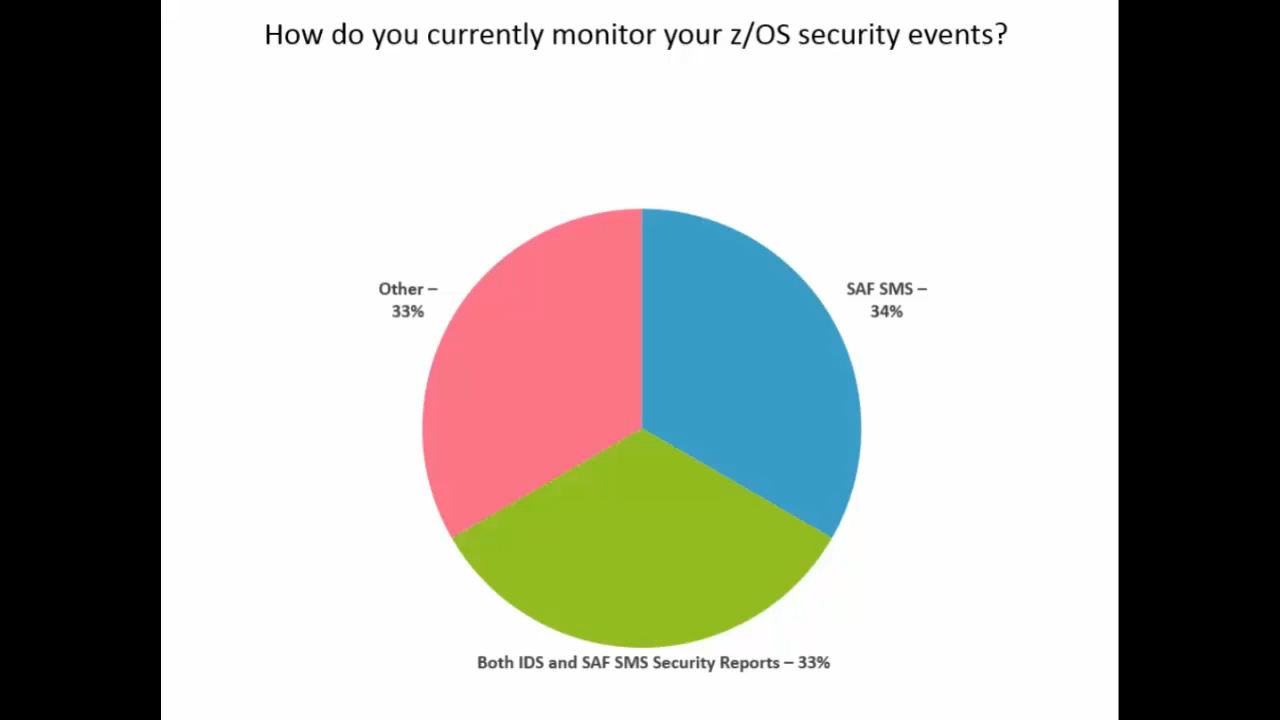 How do you currently monitor your z/OS security events?
Other –
33%
SAF SMS –
34%
Both IDS and SAF SMS Security Reports – 33%